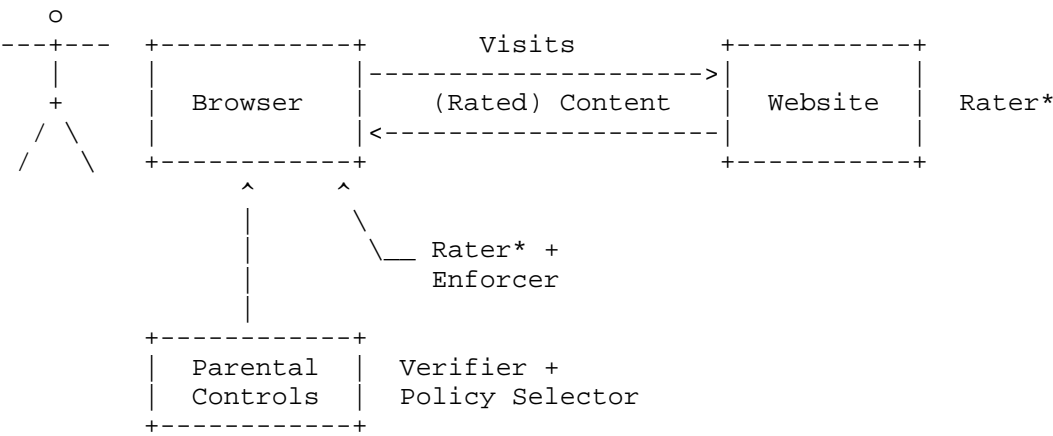 Visits
Browser (Rated) Content Website Rater*
Rater* +
Enforcer
Parental Verifier +
Controls Policy Selector